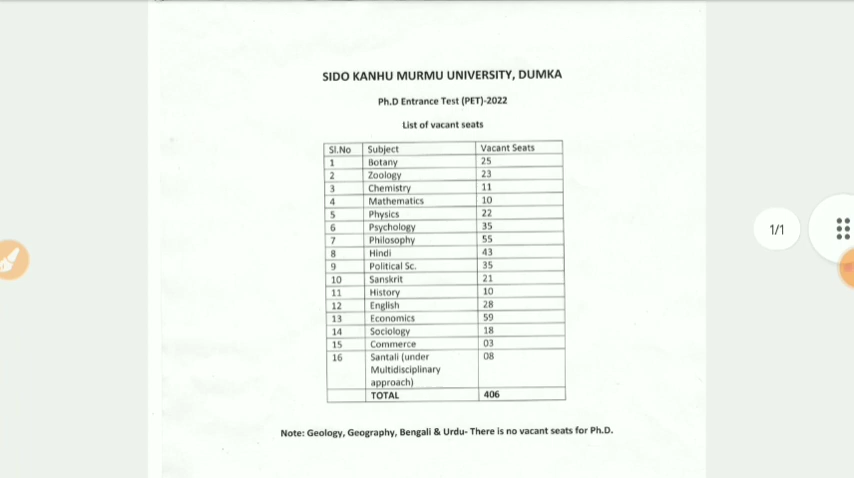 SIDO KANHU MURMU UNIVERSITY, DUMKA
Ph.D Entrance Test (PET)-2022
List of vacant seats
Sl.No Subject Vacant Seats
1 Botany 25
2 Zoology 23
3 Chemistry 11
4 Mathematics 10
5 Physics 22
6 Psychology 35
7 Philosophy 55
8 Hindi 43
9 Political Sc. 35
10 Sanskrit 21
11 History 10
12 English 28
13 Economics 59
14 Sociology 18
15 Commerce 03
16 Santali (under 08
Multidisciplinary
approach)
TOTAL 406
Note: Geology, Geography, Bengali & Urdu- There is no vacant seats for Ph.D.
1/1